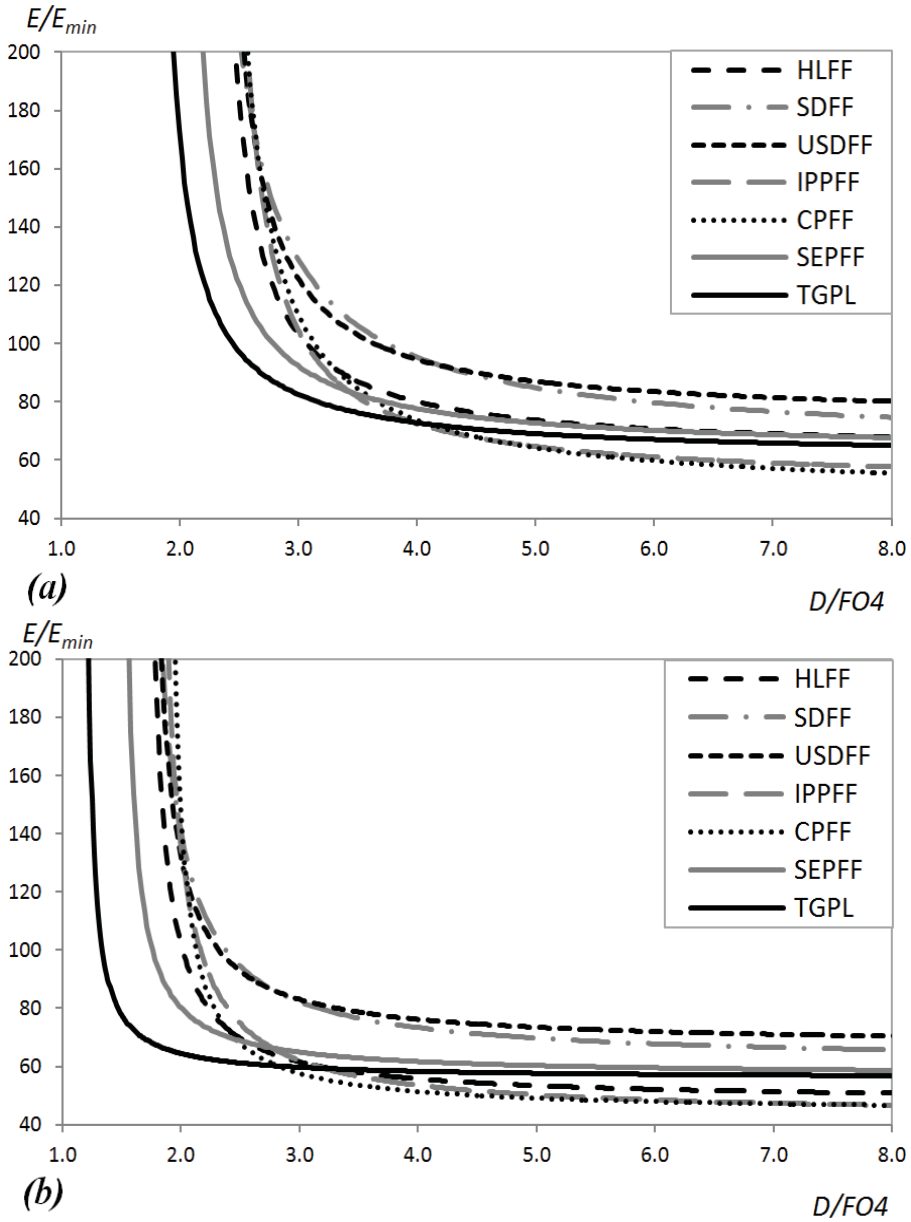 E/Emin
200
180
160
140
120
100
80
60
40
1.0 2.0 3.0 4.0 5.0 6.0 7.0 8.0
HLFF
SDFF
USDFF
IPPFF
CPFF
SEPFF
TGPL
(a)
D/FO4
E/Emin
200
180
160
140
120
100
80
60
40
1.0 2.0 3.0 4.0 5.0 6.0 7.0 8.0
HLFF
SDFF
USDFF
IPPFF
CPFF
SEPFF
TGPL
(b)
D/FO4